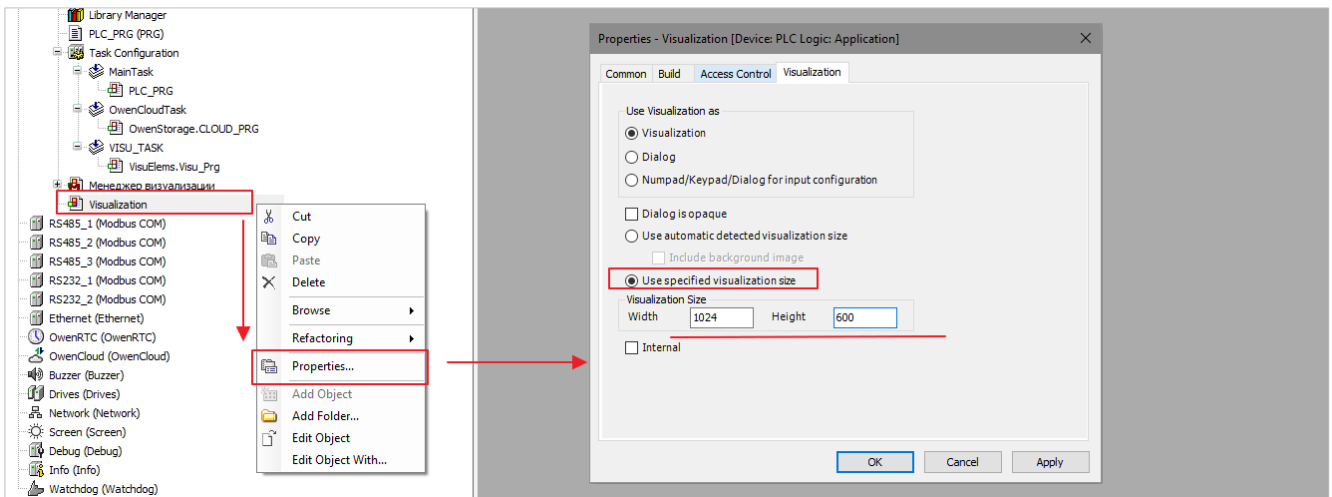 Library Manager
PLC_PRG (PRG)
Task Configuration
MainTask
PLC_PRG
OwenCloudTask
OwenStorage.CLOUD_PRG
VISU_TASK
VisuElems.Visu_Prg
Менеджер визуализации
Visualization
RS485_1 (Modbus COM)
RS485_2 (Modbus COM)
RS485_3 (Modbus COM)
RS232_1 (Modbus COM)
RS232_2 (Modbus COM)
Ethernet (Ethernet)
OwenRTC (OwenRTC)
OwenCloud (OwenCloud)
Buzzer (Buzzer)
Drives (Drives)
Network (Network)
Screen (Screen)
Debug (Debug)
Info (Info)
Watchdog (Watchdog)
Cut
Copy
Paste
Delete
Browse
Refactoring
Properties...
Add Object
Add Folder...
Edit Object
Edit Object With...
Properties - Visualization [Device: PLC Logic: Application]
Common Build Access Control Visualization
Use Visualization as
Visualization
Dialog
Numpad/Keypad/Dialog for input configuration
Dialog is opaque
Use automatic detected visualization size
Include background image
Use specified visualization size
Visualization Size
Width 1024 Height 600
Internal
OK Cancel Apply